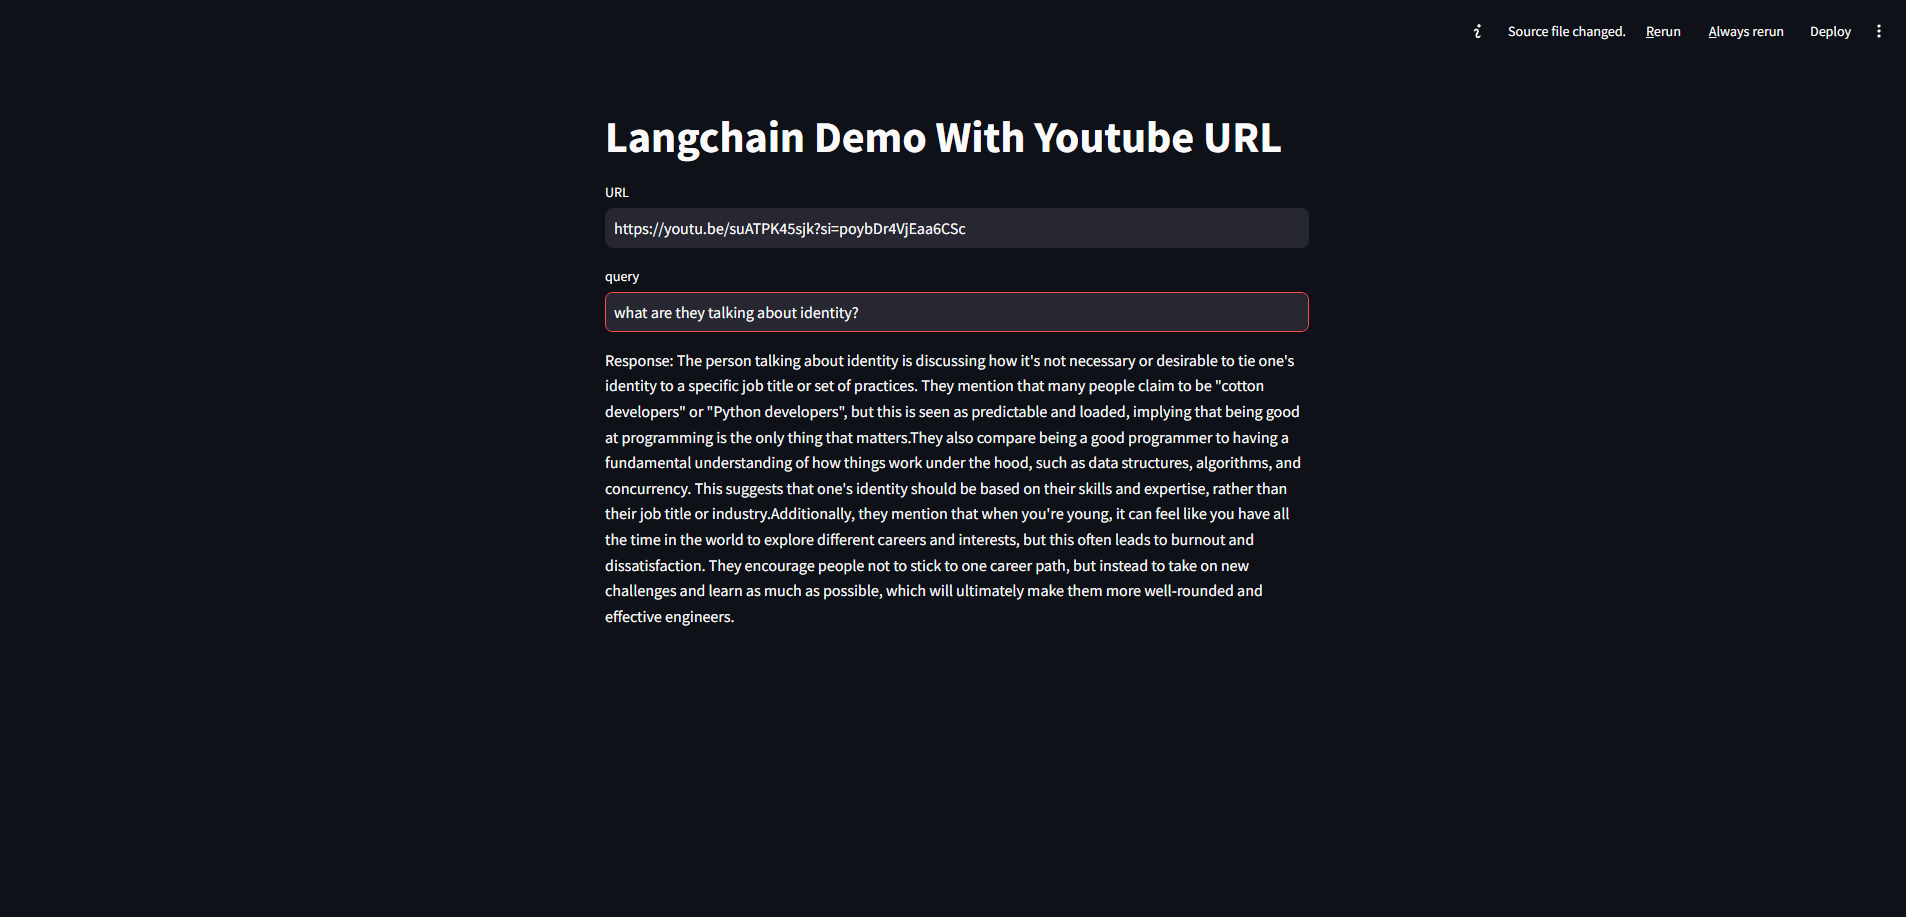 Source file changed. Rerun Always rerun Deploy
Langchain Demo With Youtube URL
URL
https://youtu.be/suATPK45sjk?si=poybDr4VjEaa6CSc
query
what are they talking about identity?
Response: The person talking about identity is discussing how it's not necessary or desirable to tie one's
identity to a specific job title or set of practices. They mention that many people claim to be "cotton
developers" or "Python developers", but this is seen as predictable and loaded, implying that being good
at programming is the only thing that matters.They also compare being a good programmer to having a
fundamental understanding of how things work under the hood, such as data structures, algorithms, and
concurrency. This suggests that one's identity should be based on their skills and expertise, rather than
their job title or industry.Additionally, they mention that when you're young, it can feel like you have all
the time in the world to explore different careers and interests, but this often leads to burnout and
dissatisfaction. They encourage people not to stick to one career path, but instead to take on new
challenges and learn as much as possible, which will ultimately make them more well-rounded and
effective engineers.